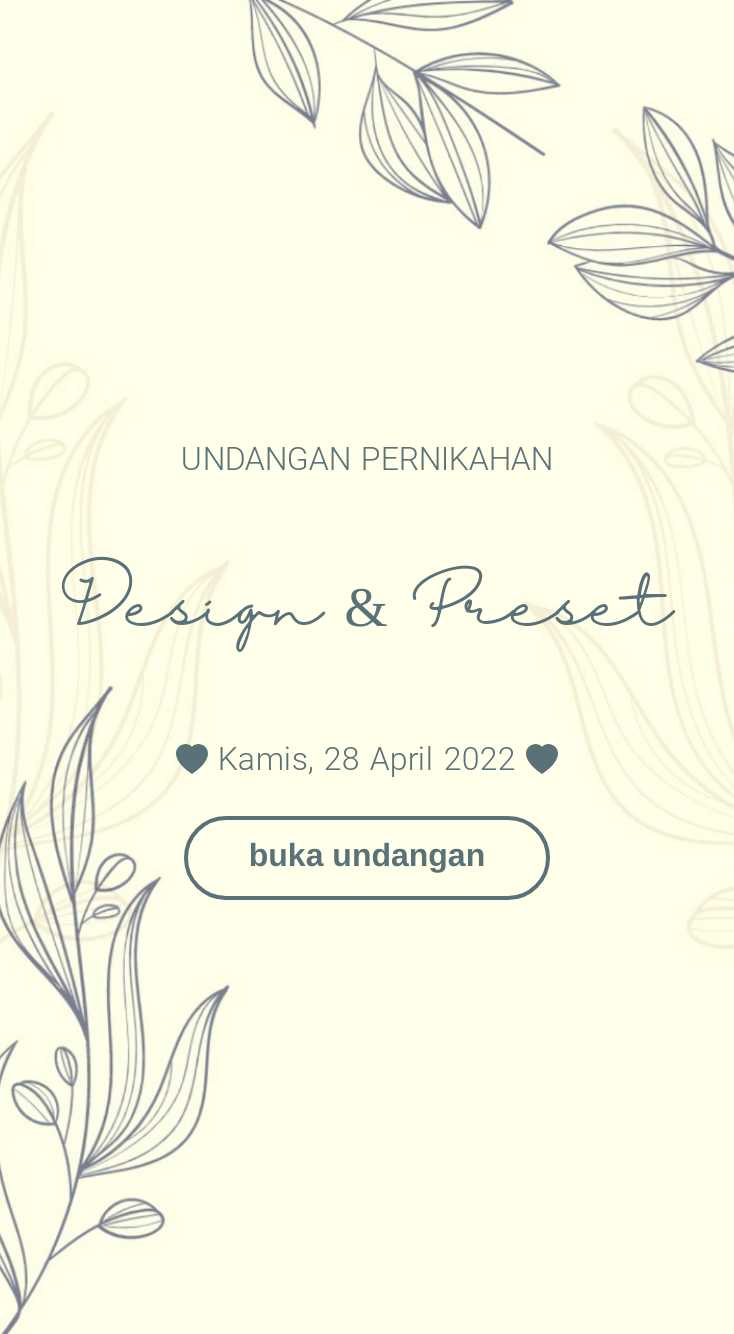 UNDANGAN PERNIKAHAN
Design & Preset
Kamis, 28 April 2022
buka undangan